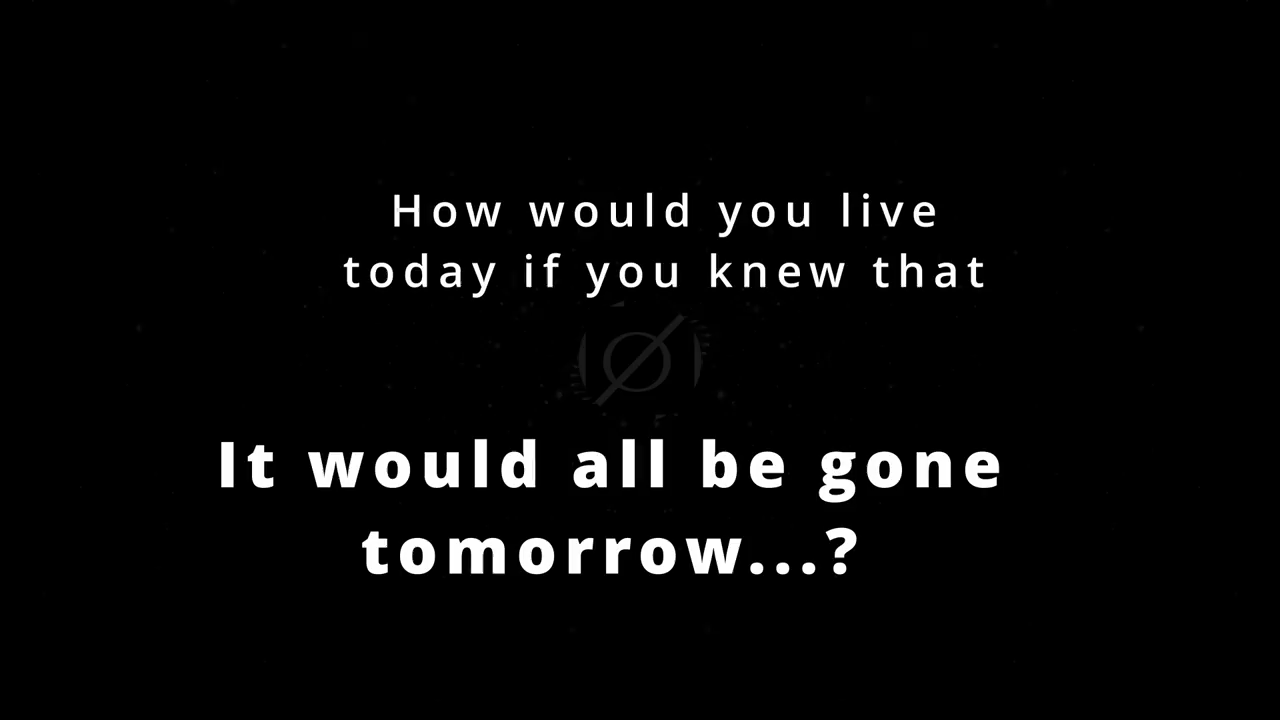 How would you live
today if you knew that
It would all be gone
tomorrow...?